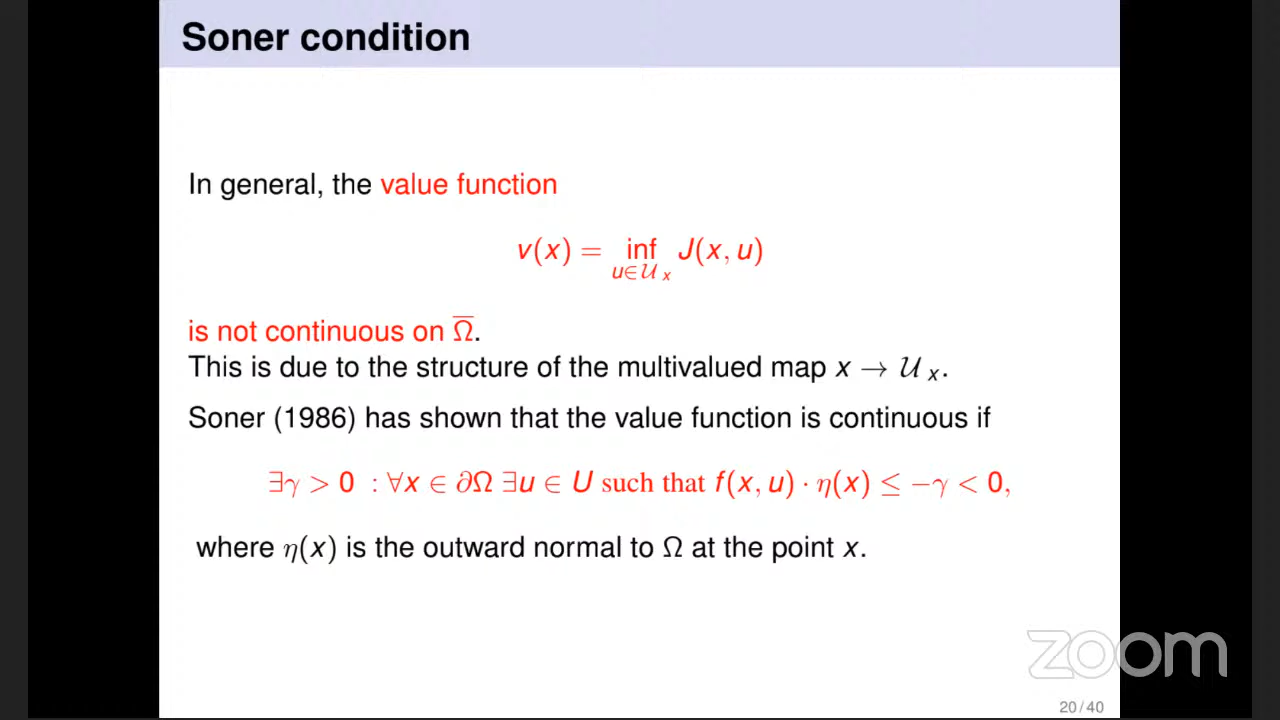 Soner condition
In general, the value function
v(x) = inf J(x, u)
u∈𝒰x
is not continuous on Ω̅.
This is due to the structure of the multivalued map x → 𝒰x.
Soner (1986) has shown that the value function is continuous if
∃γ > 0 : ∀x ∈ ∂Ω ∃u ∈ U such that f(x, u) · η(x) ≤ −γ < 0,
where η(x) is the outward normal to Ω at the point x.
zoom
20 / 40